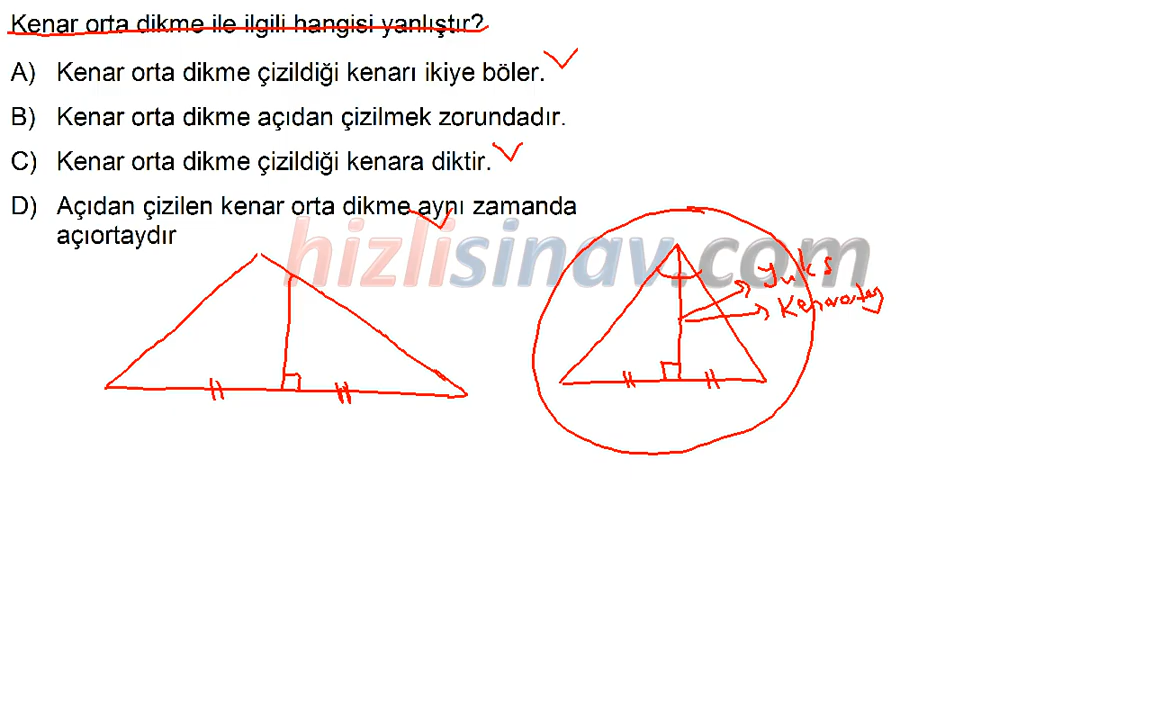 Kenar orta dikme ile ilgili hangisi yanlıştır?
A) Kenar orta dikme çizildiği kenarı ikiye böler.
B) Kenar orta dikme açıdan çizilmek zorundadır.
C) Kenar orta dikme çizildiği kenara diktir.
D) Açıdan çizilen kenar orta dikme aynı zamanda
açıortaydır
hizlisinav.com
Yüks
Kenarortay